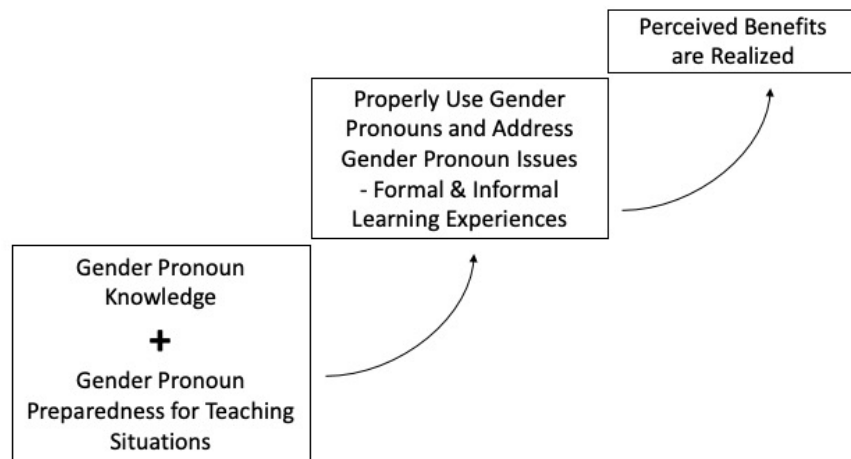 Perceived Benefits
are Realized
Properly Use Gender
Pronouns and Address
Gender Pronoun Issues
- Formal & Informal
Learning Experiences
Gender Pronoun
Knowledge
+
Gender Pronoun
Preparedness for Teaching
Situations